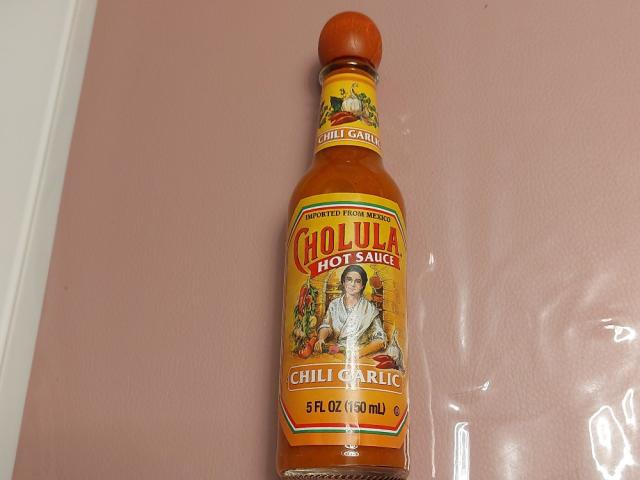 CHILI GARLIC
IMPORTED FROM MEXICO
CHOLULA
HOT SAUCE
CHILI GARLIC
5 FL OZ (150 mL)